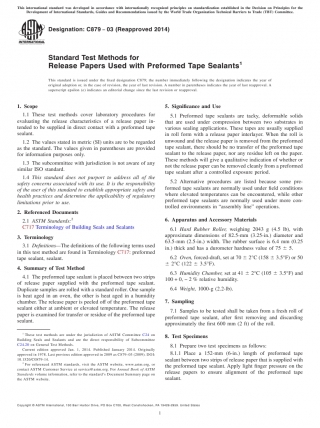 This international standard was developed in accordance with internationally recognized principles on standardization established in the Decision on Principles for the
Development of International Standards, Guides and Recommendations issued by the World Trade Organization Technical Barriers to Trade (TBT) Committee.
Designation: C879 − 03 (Reapproved 2014)
INTERNATIONAL
Standard Test Methods for
Release Papers Used with Preformed Tape Sealants1
This standard is issued under the fixed designation C879; the number immediately following the designation indicates the year of
original adoption or, in the case of revision, the year of last revision. A number in parentheses indicates the year of last reapproval. A
superscript epsilon (ε) indicates an editorial change since the last revision or reapproval.
1. Scope
1.1 These test methods cover laboratory procedures for
evaluating the release characteristics of a release paper in-
tended to be supplied in direct contact with a preformed tape
sealant.
1.2 The values stated in metric (SI) units are to be regarded
as the standard. The values given in parentheses are provided
for information purposes only.
1.3 The subcommittee with jurisdiction is not aware of any
similar ISO standard.
1.4 This standard does not purport to address all of the
safety concerns associated with its use. It is the responsibility
of the user of this standard to establish appropriate safety and
health practices and determine the applicability of regulatory
limitations prior to use.
2. Referenced Documents
2.1 ASTM Standards:2
C717 Terminology of Building Seals and Sealants
3. Terminology
3.1 Definitions—The definitions of the following terms used
in this test method are found in Terminology C717: preformed
tape, sealant, sealant.
4. Summary of Test Method
4.1 The preformed tape sealant is placed between two strips
of release paper supplied with the preformed tape sealant.
Duplicate samples are rolled with a standard roller. One sample
is heat aged in an oven, the other is heat aged in a humidity
chamber. The release paper is peeled off of the preformed tape
sealant either at ambient or elevated temperature. The release
paper is examined for transfer or residue of the preformed tape
sealant.
1 These test methods are under the jurisdiction of ASTM Committee C24 on
Building Seals and Sealants and are the direct responsibility of Subcommittee
C24.20 on General Test Methods.
Current edition approved Jan. 1, 2014. Published January 2014. Originally
approved in 1978. Last previous edition approved in 2009 as C879–03 (2009). DOI:
10.1520/C0879-03R14.
2 For referenced ASTM standards, visit the ASTM website, www.astm.org, or
contact ASTM Customer Service at service@astm.org. For Annual Book of ASTM
Standards volume information, refer to the standard's Document Summary page on
the ASTM website.
5. Significance and Use
5.1 Preformed tape sealants are tacky, deformable solids
that are used under compression between two substrates in
various sealing applications. These tapes are usually supplied
in roll form with a release paper interlayer. When the roll is
unwound and the release paper is removed from the preformed
tape sealant, there should be no transfer of the preformed tape
sealant to the release paper, nor any residue left on the paper.
These methods will give a qualitative indication of whether or
not the release paper can be removed cleanly from a preformed
tape sealant after a controlled exposure period.
5.2 Alternative procedures are listed because some pre-
formed tape sealants are normally used under field conditions
where elevated temperatures can be encountered, while other
preformed tape sealants are normally used under more con-
trolled environments in "assembly line" operations.
6. Apparatus and Accessory Materials
6.1 Hard Rubber Roller, weighing 2043 g (4.5 lb), with
approximate dimensions of 82.5-mm (3.25-in.) diameter and
63.5-mm (2.5-in.) width. The rubber surface is 6.4 mm (0.25
in.) thick and has a durometer hardness value of 75 ± 5.
6.2 Oven, forced-draft, set at 70 ± 2°C (158 ± 3.5°F) or 50
± 2°C (122 ± 3.5°F).
6.3 Humidity Chamber, set at 41 ± 2°C (105 ± 3.5°F) and
100 + 0, − 2 % relative humidity.
6.4 Weight, 1000-g (2.2-lb).
7. Sampling
7.1 Samples to be tested shall be taken from a fresh roll of
preformed tape sealant, after first removing and discarding
approximately the first 600 mm (2 ft) of the roll.
8. Test Specimens
8.1 Prepare two test specimens as follows:
8.1.1 Place a 152-mm (6-in.) length of preformed tape
sealant between two strips of release paper that is supplied with
the preformed tape sealant. Apply light finger pressure on the
release papers to ensure alignment of the preformed tape
sealant.
Copyright © ASTM International, 100 Barr Harbor Drive, PO Box C700, West Conshohocken, PA 19428-2959. United States
1